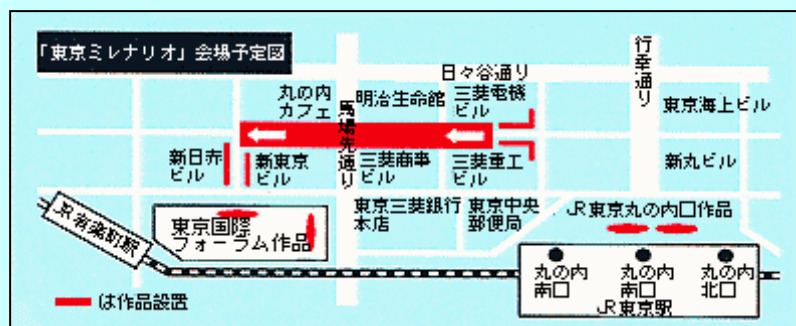 「東京ミレナリオ」会場予定図
日々谷通り
行幸通り
丸の内
カフェ
明治生命館
三菱電機
ビル
馬場先通り
東京海上ビル
新日赤
ビル
新東京
ビル
三菱商事
ビル
三菱重工
ビル
新丸ビル
JR有楽町駅
東京国際
フォーラム作品
東京三菱銀行
本店
東京中央
郵便局
JR東京丸の内口作品
丸の内
南口
丸の内
南口
丸の内
北口
JR東京駅
は作品設置